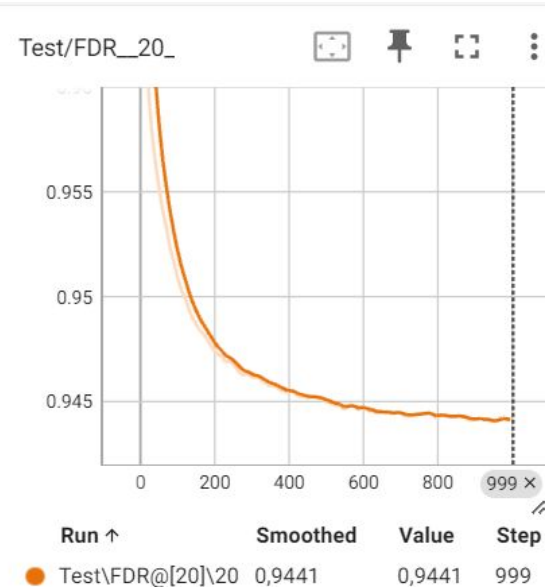 Test/FDR__20_
0.955
0.95
0.945
0 200 400 600 800 999 ×
Run ↑ Smoothed Value Step
Test\FDR@[20]\20 0,9441 0,9441 999